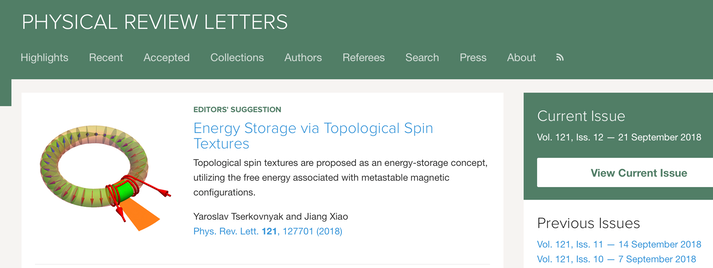 PHYSICAL REVIEW LETTERS
Highlights Recent Accepted Collections Authors Referees Search Press About
EDITORS' SUGGESTION
Energy Storage via Topological Spin
Textures
Topological spin textures are proposed as an energy-storage concept,
utilizing the free energy associated with metastable magnetic
configurations.
Yaroslav Tserkovnyak and Jiang Xiao
Phys. Rev. Lett. 121, 127701 (2018)
Current Issue
Vol. 121, Iss. 12 — 21 September 2018
View Current Issue
Previous Issues
Vol. 121, Iss. 11 — 14 September 2018
Vol. 121, Iss. 10 — 7 September 2018